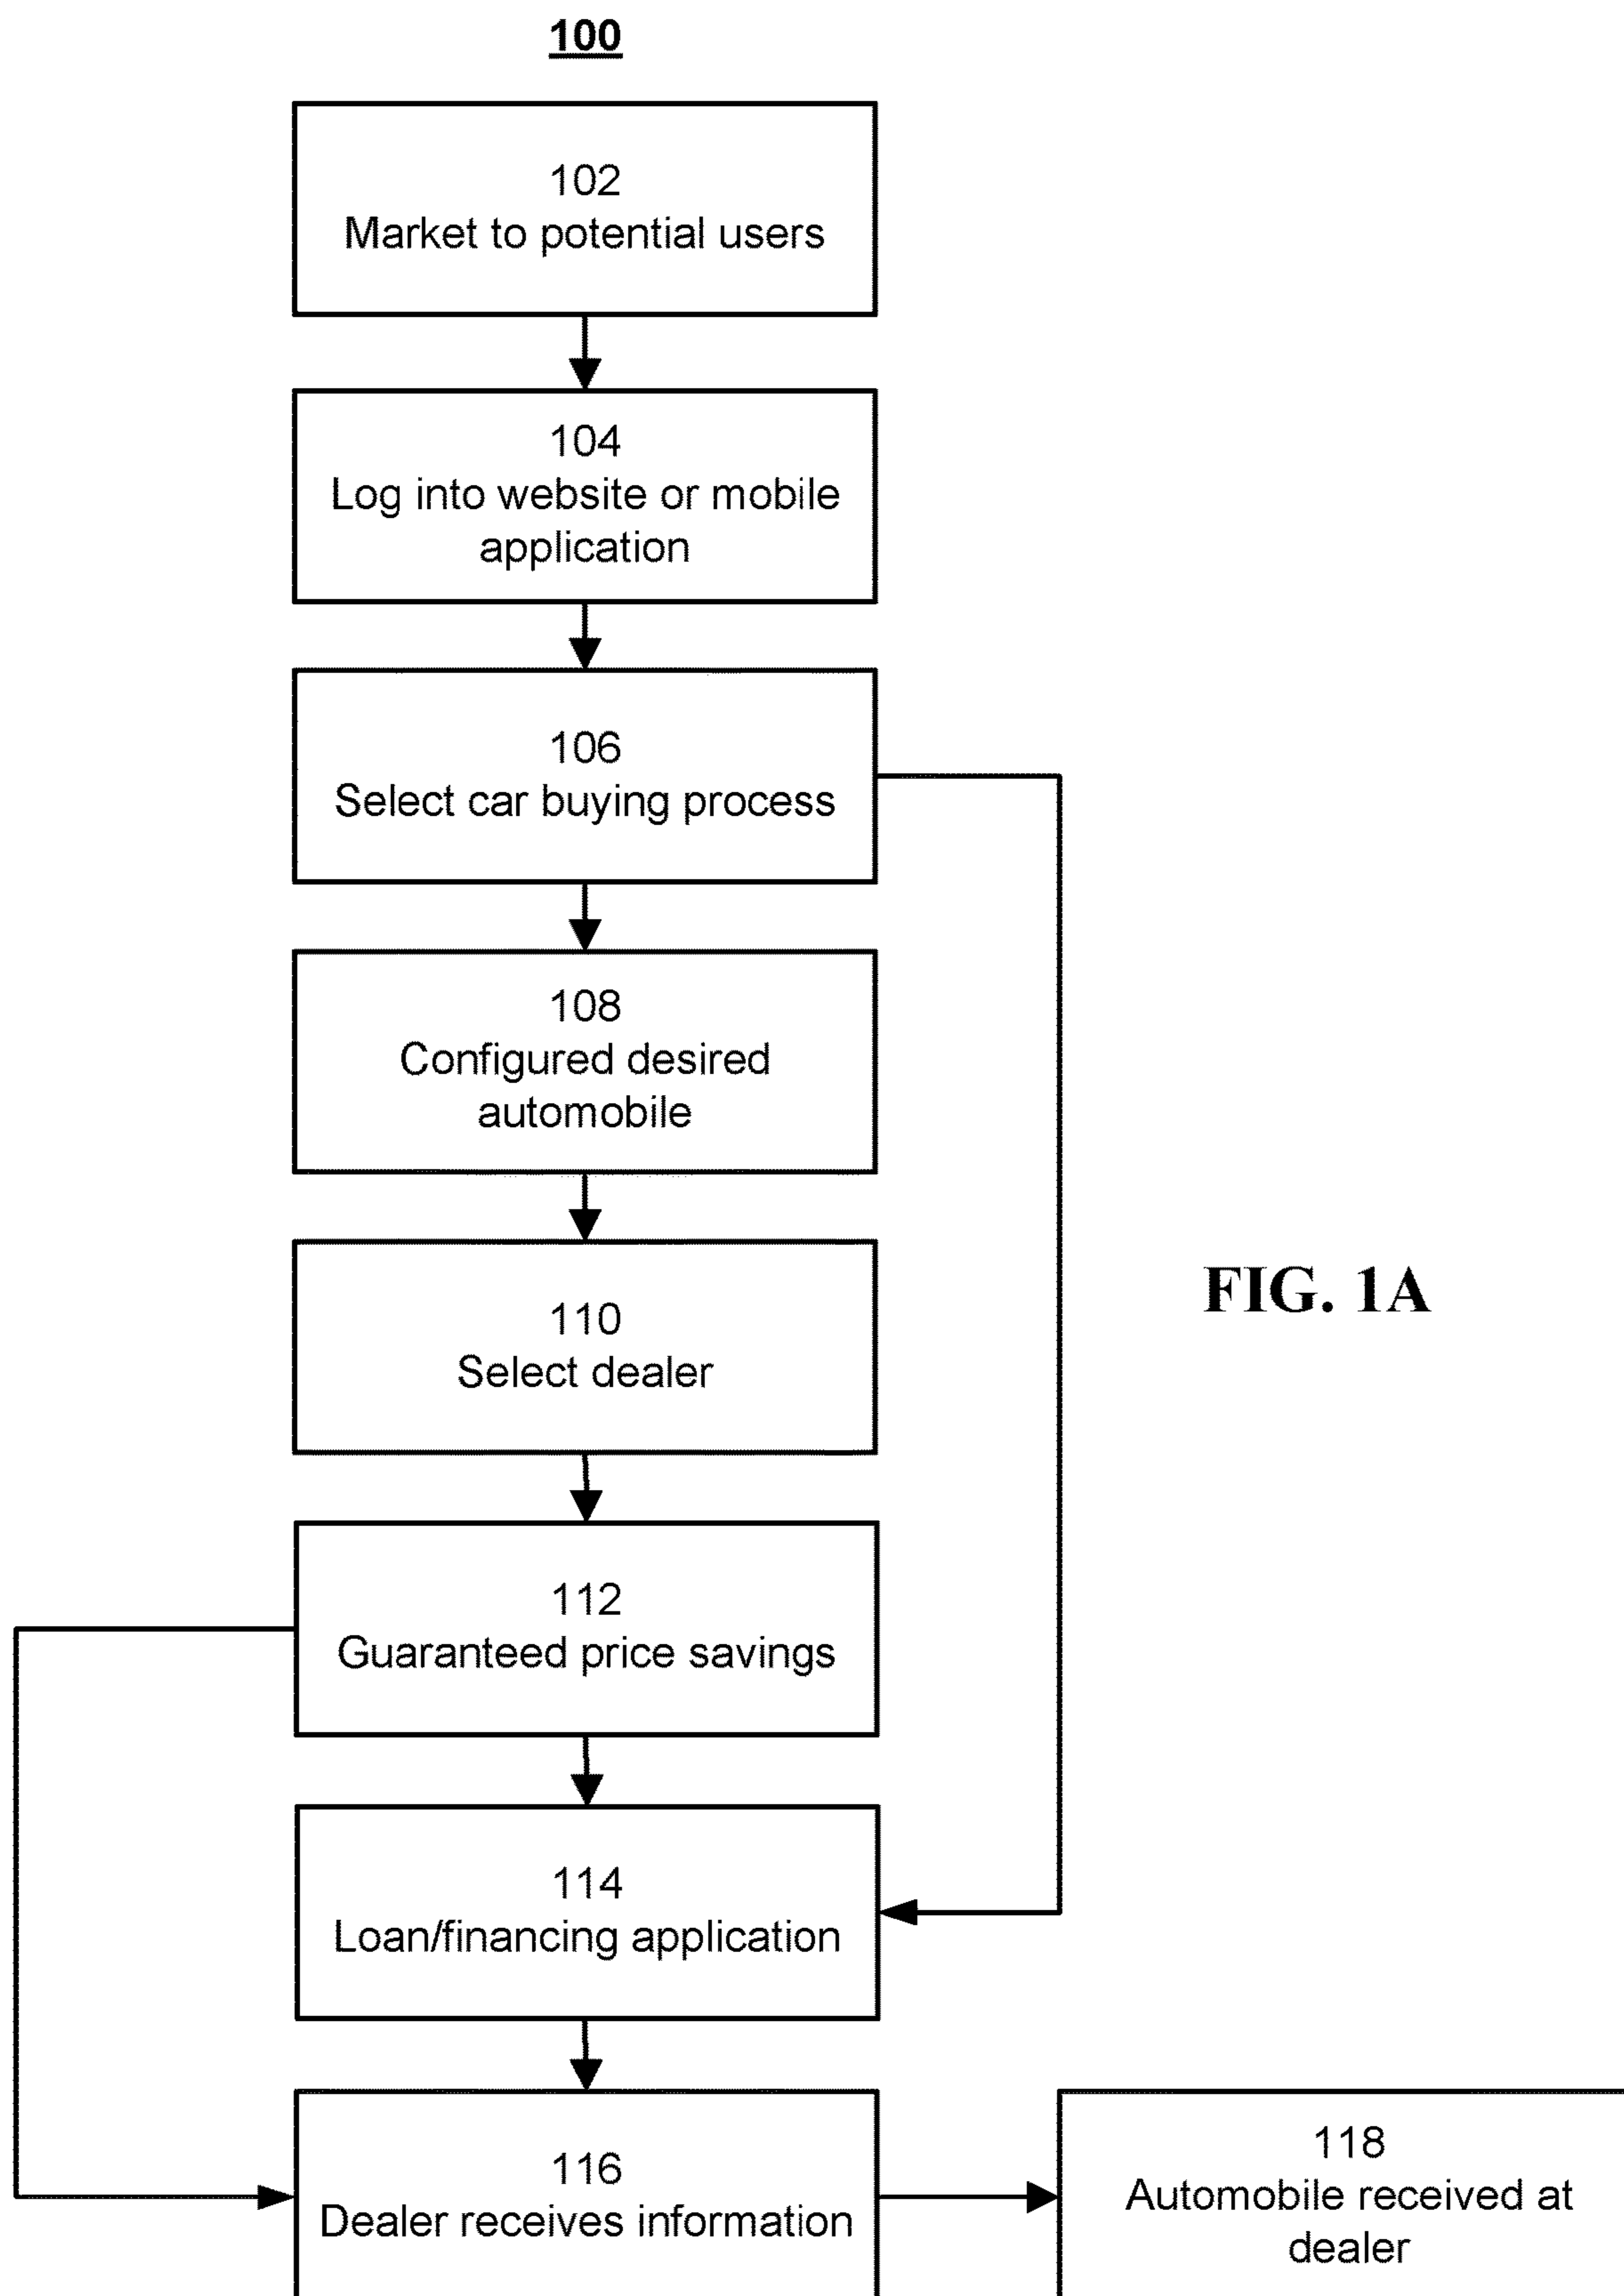 100
102
Market to potential users
104
Log into website or mobile
application
106
Select car buying process
108
Configured desired
automobile
110
Select dealer
FIG. 1A
112
Guaranteed price savings
114
Loan/financing application
116
Dealer receives information
118
Automobile received at
dealer